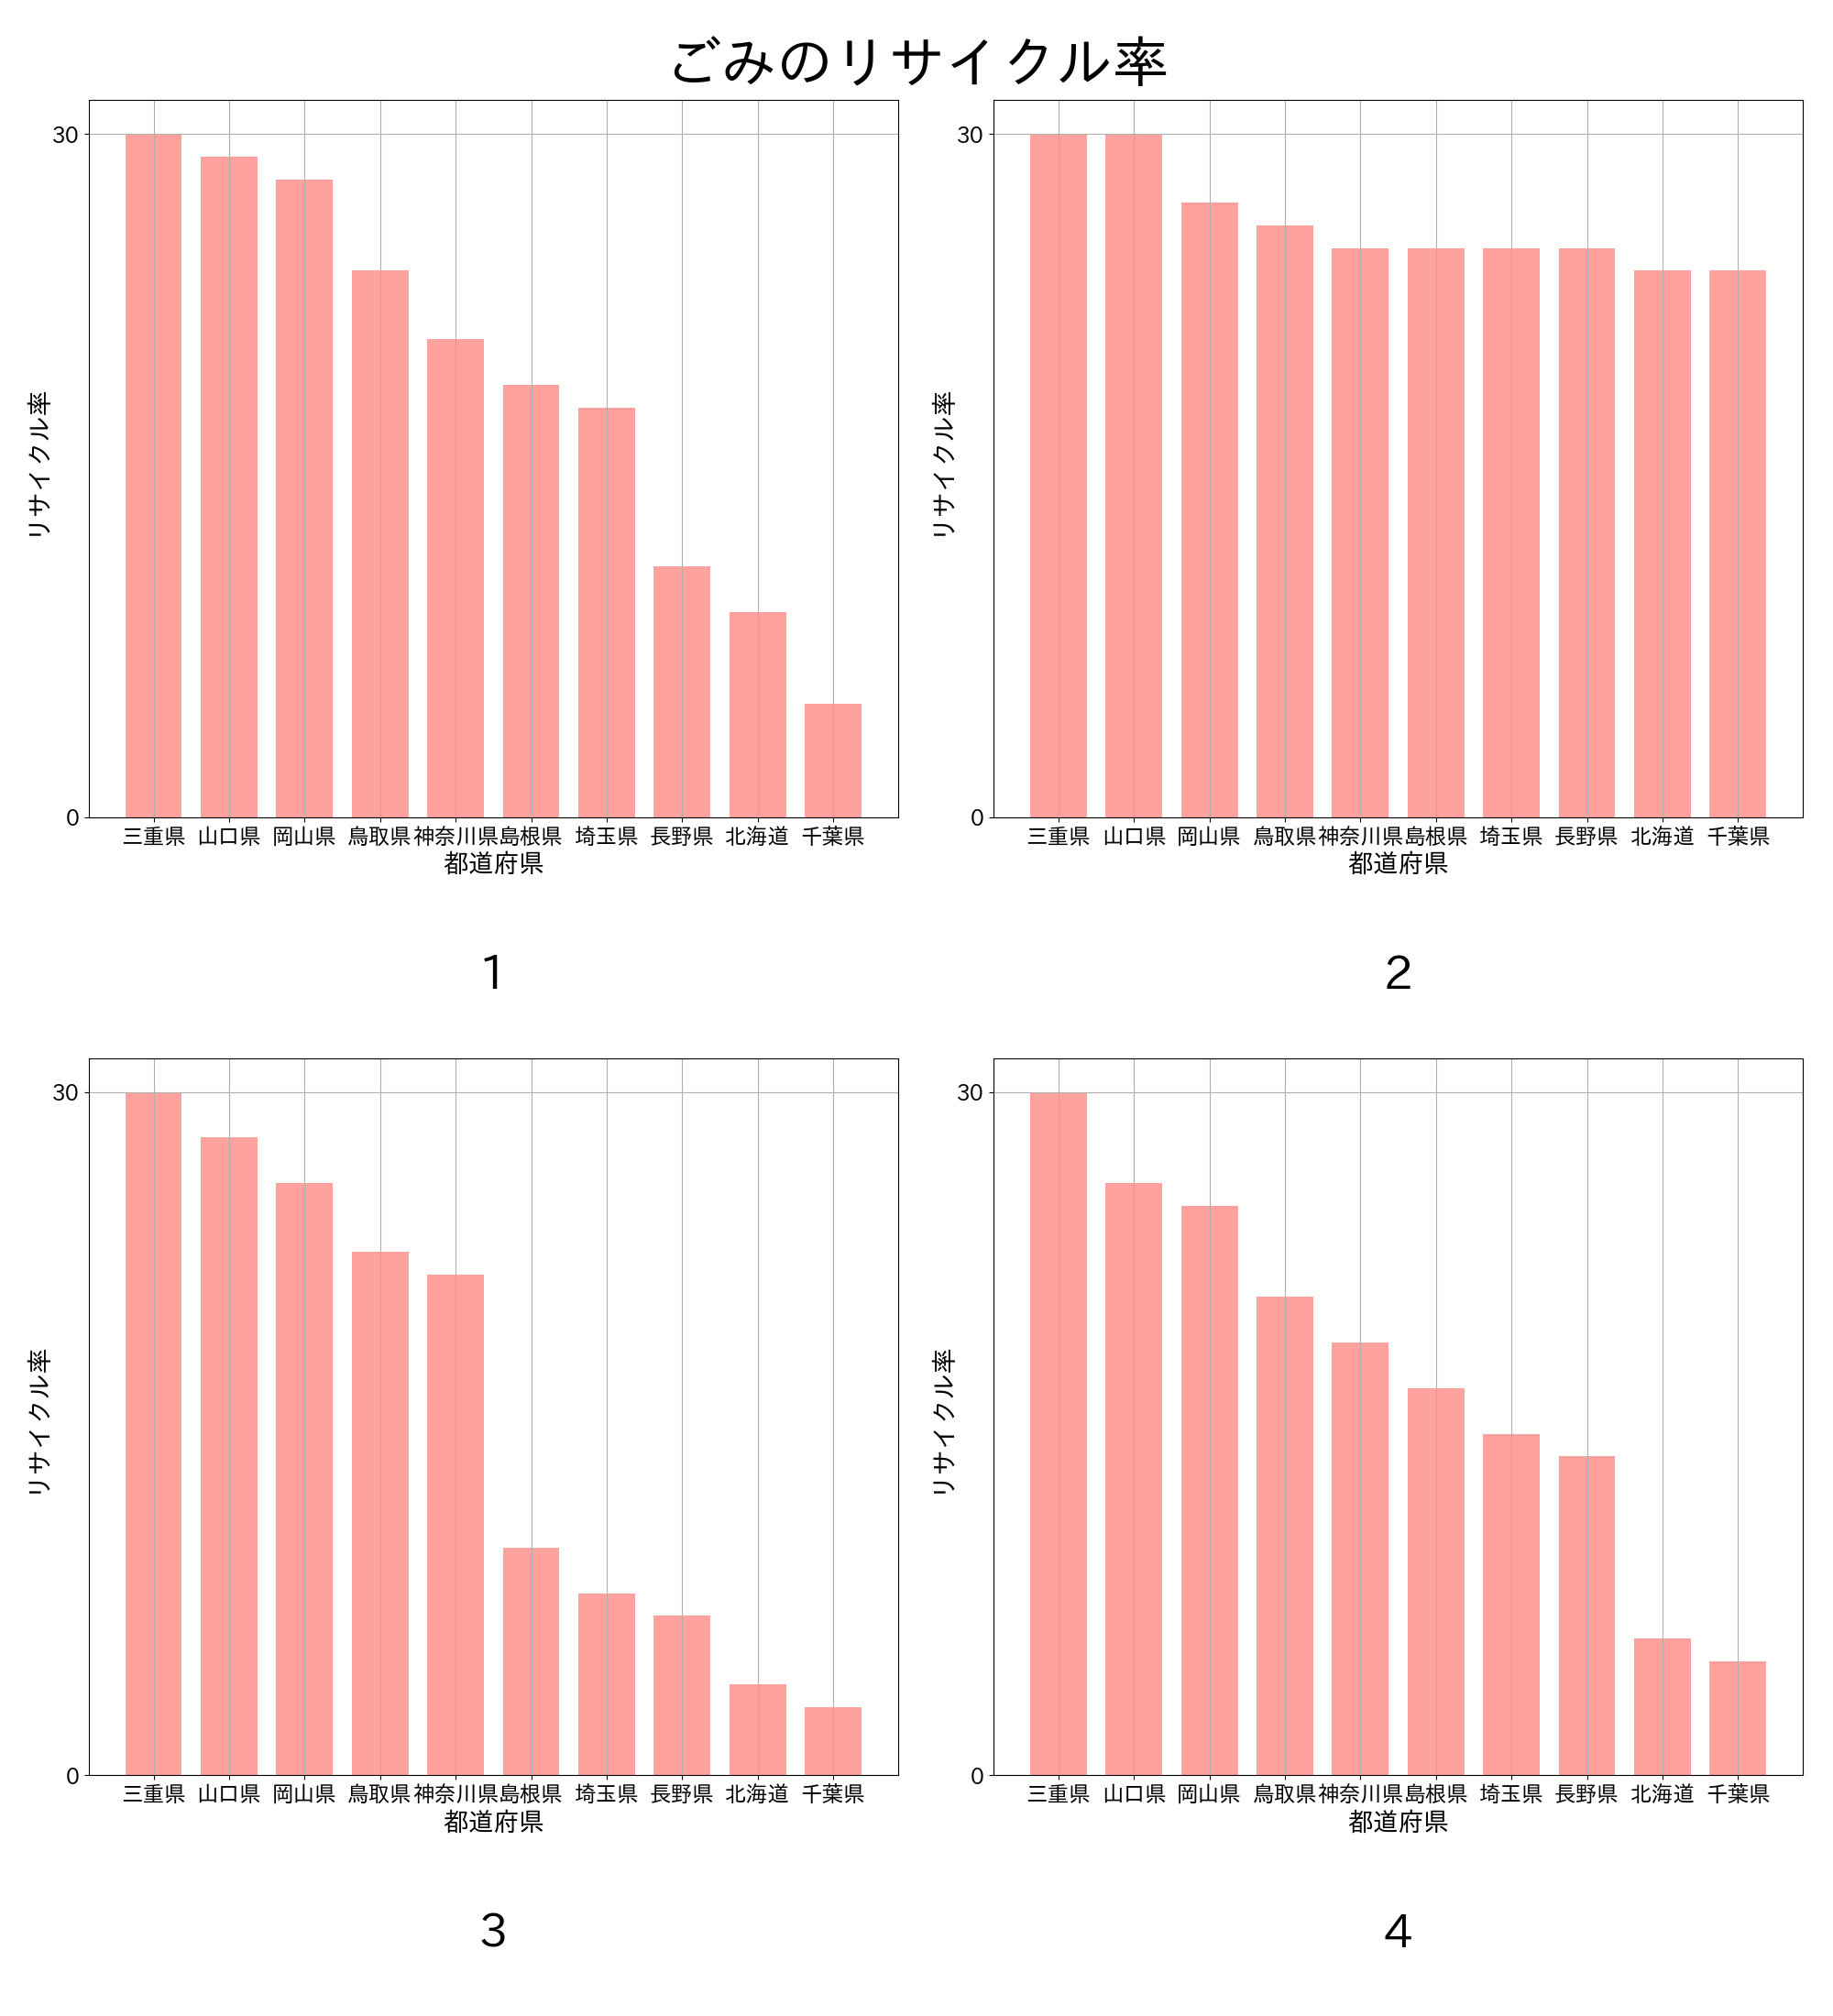 ごみのリサイクル率
30
0
リサイクル率
三重県 山口県 岡山県 鳥取県 神奈川県 島根県 埼玉県 長野県 北海道 千葉県
都道府県
1
30
0
リサイクル率
三重県 山口県 岡山県 鳥取県 神奈川県 島根県 埼玉県 長野県 北海道 千葉県
都道府県
2
30
0
リサイクル率
三重県 山口県 岡山県 鳥取県 神奈川県 島根県 埼玉県 長野県 北海道 千葉県
都道府県
3
30
0
リサイクル率
三重県 山口県 岡山県 鳥取県 神奈川県 島根県 埼玉県 長野県 北海道 千葉県
都道府県
4